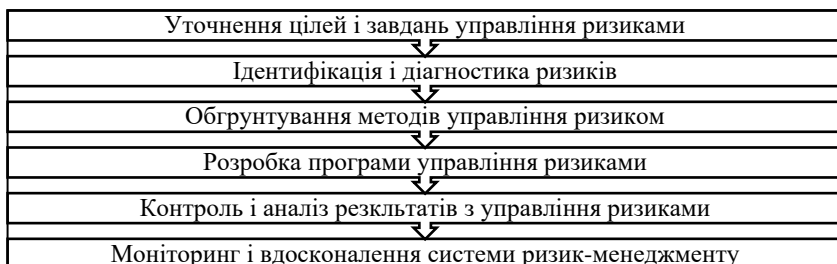 Уточнення цілей і завдань управління ризиками
Ідентифікація і діагностика ризиків
Обгрунтування методів управління ризиком
Розробка програми управління ризиками
Контроль і аналіз резкльтатів з управління ризиками
Моніторинг і вдосконалення системи ризик-менеджменту